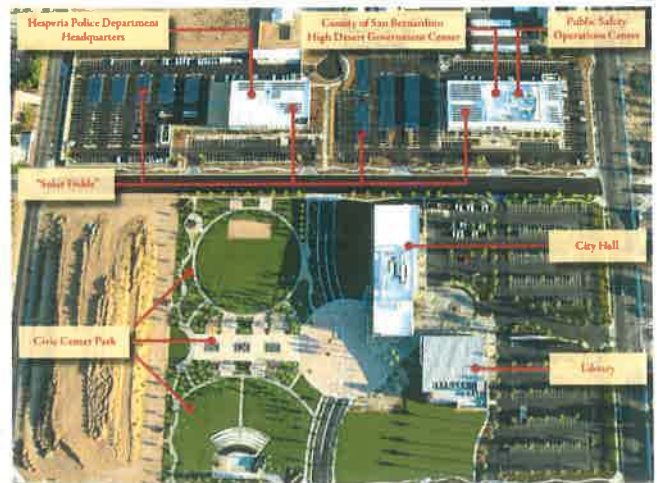 Hesperia Police Department
Headquarters
County of San Bernardino
High Desert Government Center
Public Safety
Operations Center
"Solar Fields"
City Hall
Civic Center Park
Library